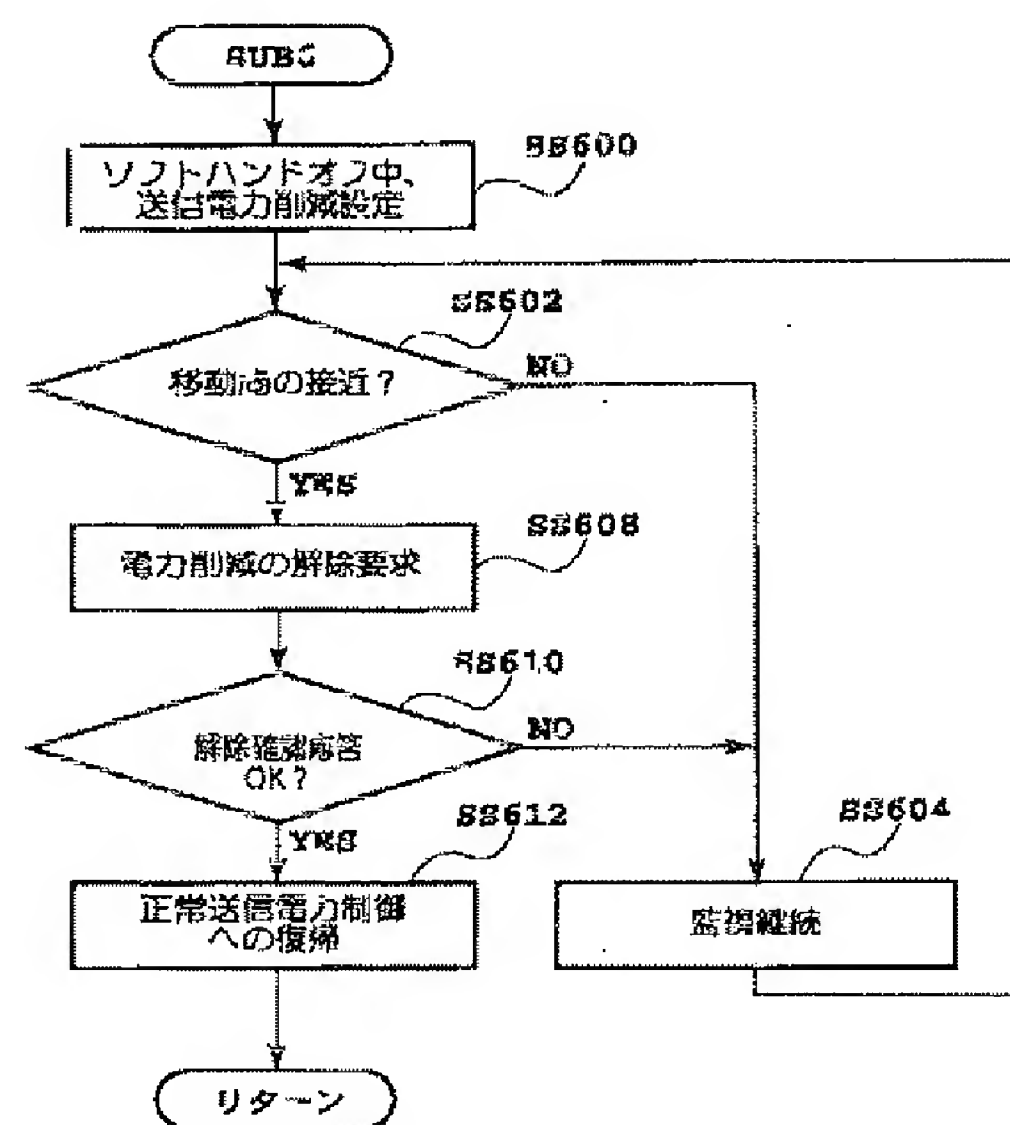 SUB6
SS600
ソフトハンドオフ中、
送信電力削減設定
SS602
移動局の接近？
NO
YES
SS608
電力削減の解除要求
SS610
解除確認応答
OK？
NO
YES
SS612
正常送信電力制御
への復帰
SS604
監視継続
リターン